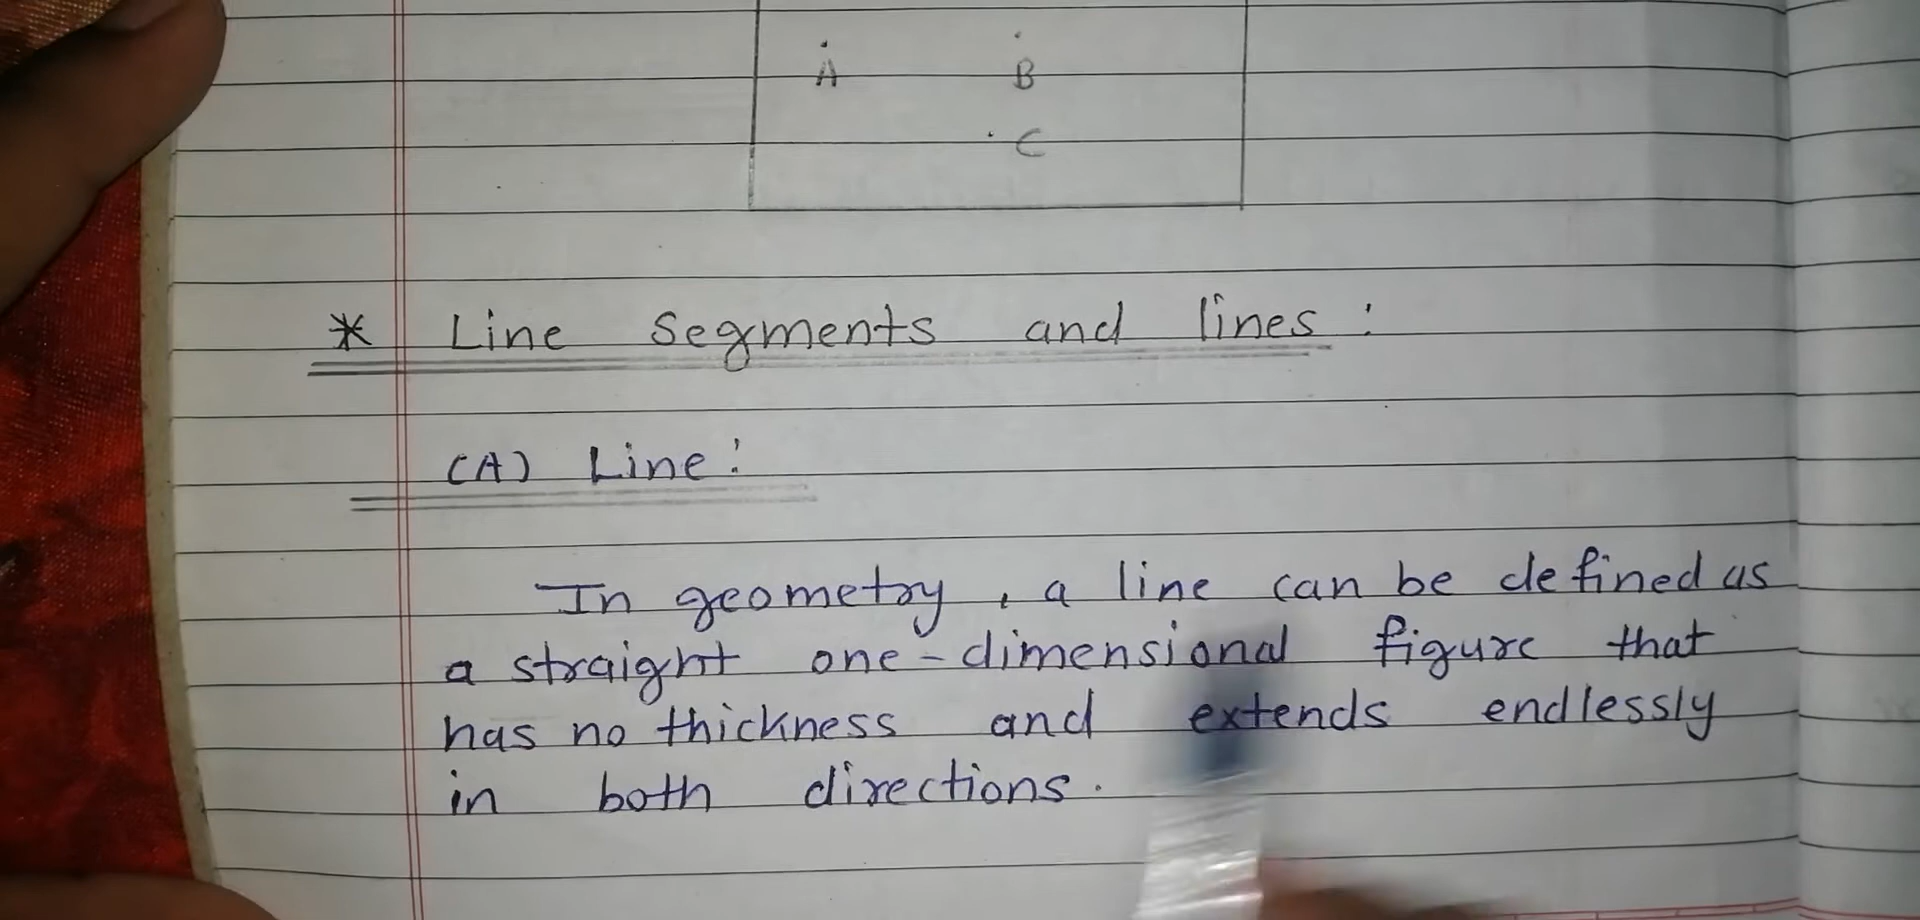 A B
C
* Line segments and lines :
(A) Line :
In geometry, a line can be defined as
a straight one-dimensional figure that
has no thickness and extends endlessly
in both directions.